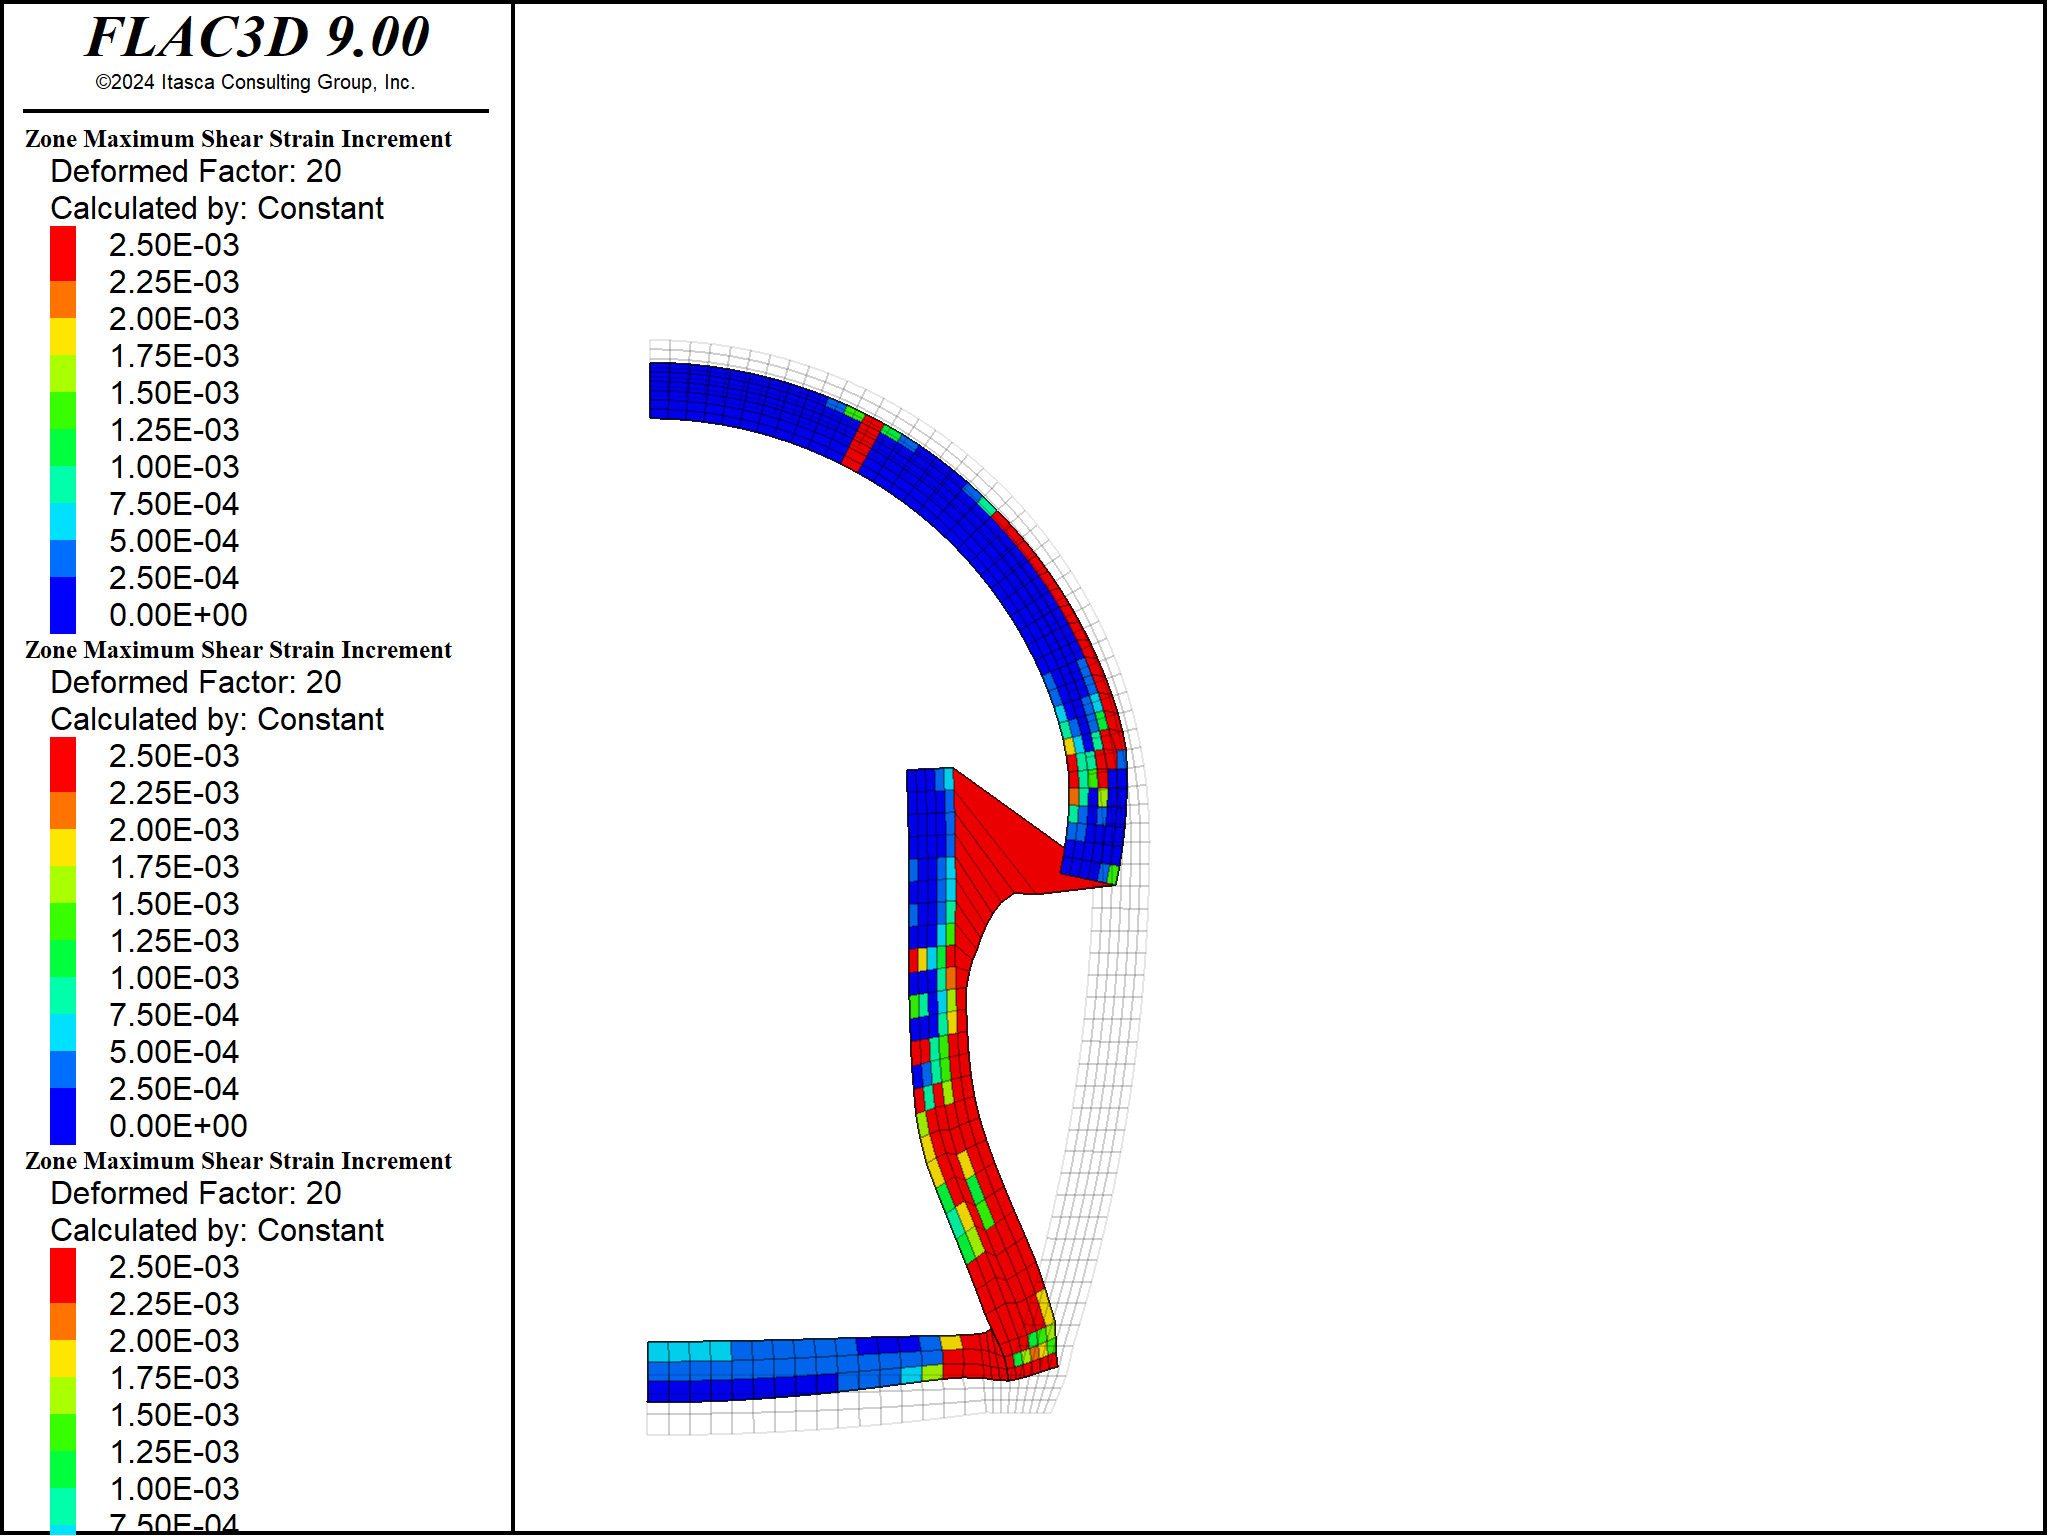 FLAC3D 9.00
©2024 Itasca Consulting Group, Inc.
Zone Maximum Shear Strain Increment
Deformed Factor: 20
Calculated by: Constant
2.50E-03
2.25E-03
2.00E-03
1.75E-03
1.50E-03
1.25E-03
1.00E-03
7.50E-04
5.00E-04
2.50E-04
0.00E+00
Zone Maximum Shear Strain Increment
Deformed Factor: 20
Calculated by: Constant
2.50E-03
2.25E-03
2.00E-03
1.75E-03
1.50E-03
1.25E-03
1.00E-03
7.50E-04
5.00E-04
2.50E-04
0.00E+00
Zone Maximum Shear Strain Increment
Deformed Factor: 20
Calculated by: Constant
2.50E-03
2.25E-03
2.00E-03
1.75E-03
1.50E-03
1.25E-03
1.00E-03
7.50E-04